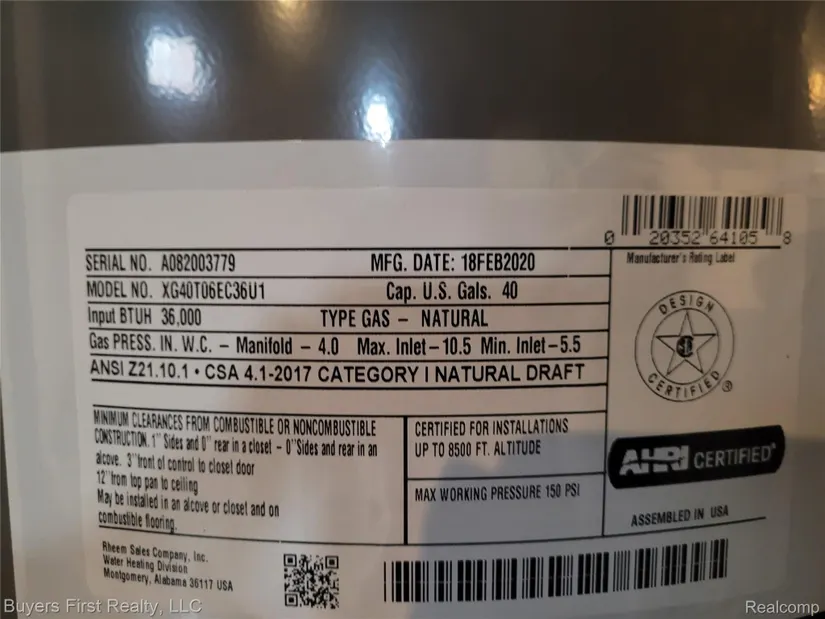 0 20352 64105 8
SERIAL NO. A082003779 MFG. DATE: 18FEB2020
Manufacturer's Rating Label
MODEL NO. XG40T06EC36U1 Cap. U.S. Gals. 40
Input BTUH 36,000 TYPE GAS – NATURAL
Gas PRESS. IN. W.C. – Manifold – 4.0 Max. Inlet–10.5 Min. Inlet–5.5
ANSI Z21.10.1 • CSA 4.1-2017 CATEGORY I NATURAL DRAFT
DESIGN
CERTIFIED ®
MINIMUM CLEARANCES FROM COMBUSTIBLE OR NONCOMBUSTIBLE
CONSTRUCTION. 1" Sides and 0" rear in a closet – 0"Sides and rear in an
alcove. 3"front of control to closet door
12"from top pan to ceiling
May be installed in an alcove or closet and on
combustible flooring.
CERTIFIED FOR INSTALLATIONS
UP TO 8500 FT. ALTITUDE
MAX WORKING PRESSURE 150 PSI
AHRI CERTIFIED®
ASSEMBLED IN USA
Rheem Sales Company, Inc.
Water Heating Division
Montgomery, Alabama 36117 USA
Buyers First Realty, LLC
Realcomp